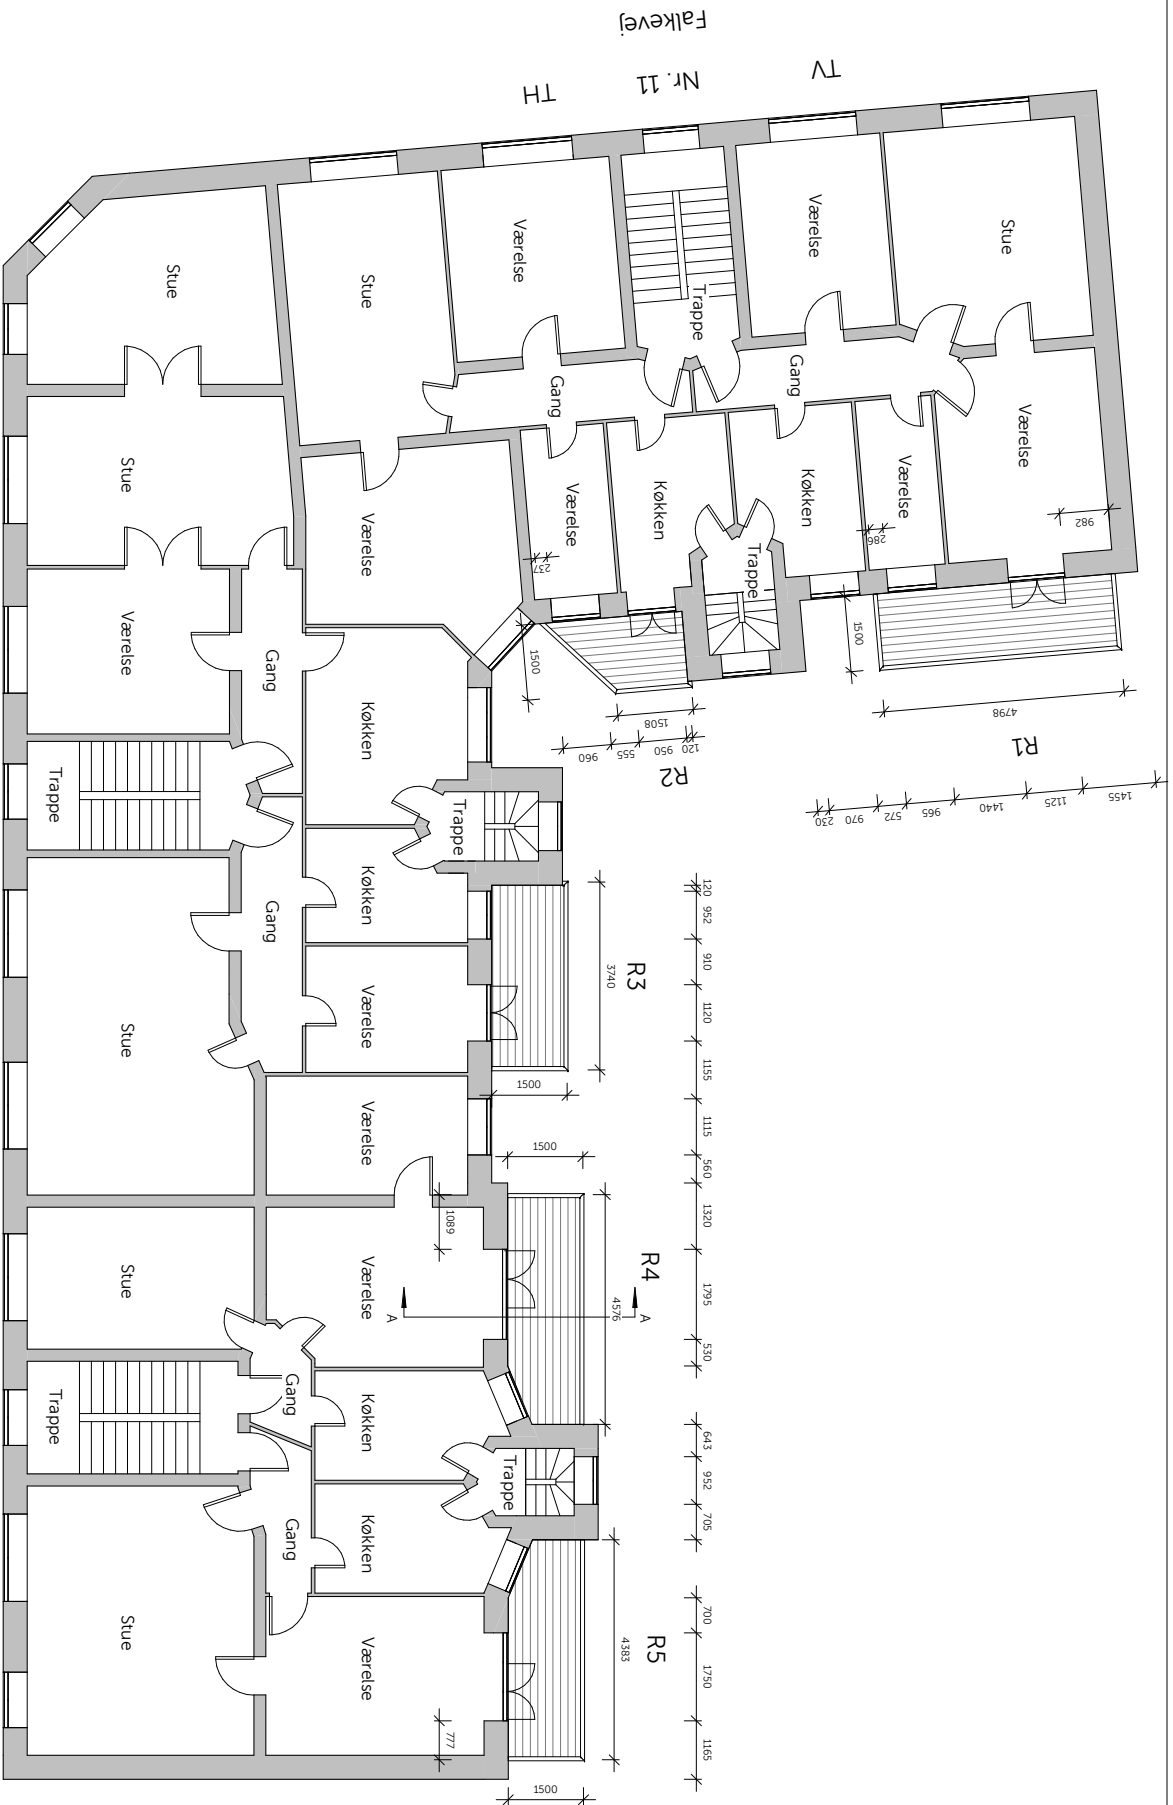 Falkevej
Nr. 11
TH
TV
Stue
Værelse
Trappe
Værelse
Stue
Stue
Gang
Gang
Værelse
Værelse
Køkken
Køkken
Værelse
Trappe
982
286
237
1500
1500
4798
R1
1508
960
555
950
120
R2
230
970
572
965
1440
1125
1455
Stue
Værelse
Værelse
Gang
Køkken
Trappe
Trappe
Køkken
Gang
Stue
Værelse
Værelse
R3
3740
1500
1500
120
952
910
1120
1155
1115
560
1320
1795
530
643
952
705
700
1750
1165
1089
Stue
Værelse
R4
4576
A
A
Trappe
Gang
Køkken
Trappe
Køkken
Gang
Stue
Værelse
R5
4383
777
1500